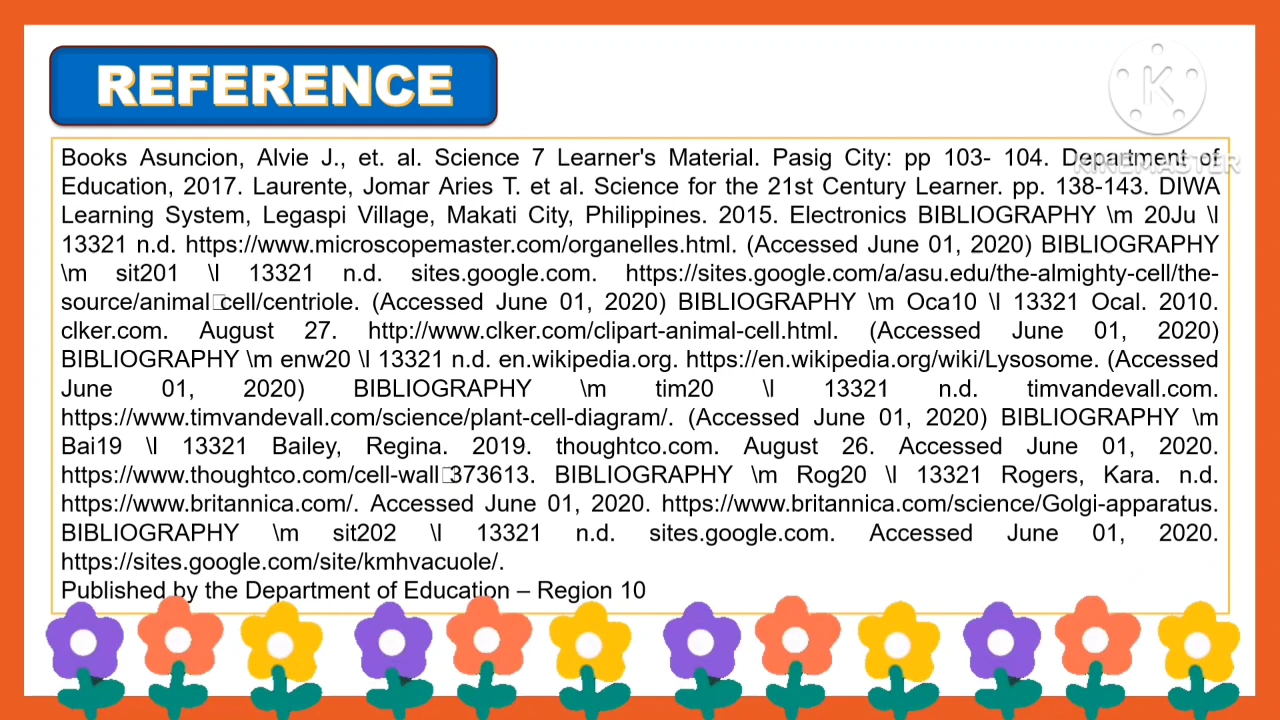 REFERENCE
K
KINEMASTER
Books Asuncion, Alvie J., et. al. Science 7 Learner's Material. Pasig City: pp 103- 104. Department of
Education, 2017. Laurente, Jomar Aries T. et al. Science for the 21st Century Learner. pp. 138-143. DIWA
Learning System, Legaspi Village, Makati City, Philippines. 2015. Electronics BIBLIOGRAPHY \m 20Ju \l
13321 n.d. https://www.microscopemaster.com/organelles.html. (Accessed June 01, 2020) BIBLIOGRAPHY
\m sit201 \l 13321 n.d. sites.google.com. https://sites.google.com/a/asu.edu/the-almighty-cell/the-
source/animal□cell/centriole. (Accessed June 01, 2020) BIBLIOGRAPHY \m Oca10 \l 13321 Ocal. 2010.
clker.com. August 27. http://www.clker.com/clipart-animal-cell.html. (Accessed June 01, 2020)
BIBLIOGRAPHY \m enw20 \l 13321 n.d. en.wikipedia.org. https://en.wikipedia.org/wiki/Lysosome. (Accessed
June 01, 2020) BIBLIOGRAPHY \m tim20 \l 13321 n.d. timvandevall.com.
https://www.timvandevall.com/science/plant-cell-diagram/. (Accessed June 01, 2020) BIBLIOGRAPHY \m
Bai19 \l 13321 Bailey, Regina. 2019. thoughtco.com. August 26. Accessed June 01, 2020.
https://www.thoughtco.com/cell-wall□373613. BIBLIOGRAPHY \m Rog20 \l 13321 Rogers, Kara. n.d.
https://www.britannica.com/. Accessed June 01, 2020. https://www.britannica.com/science/Golgi-apparatus.
BIBLIOGRAPHY \m sit202 \l 13321 n.d. sites.google.com. Accessed June 01, 2020.
https://sites.google.com/site/kmhvacuole/.
Published by the Department of Education – Region 10